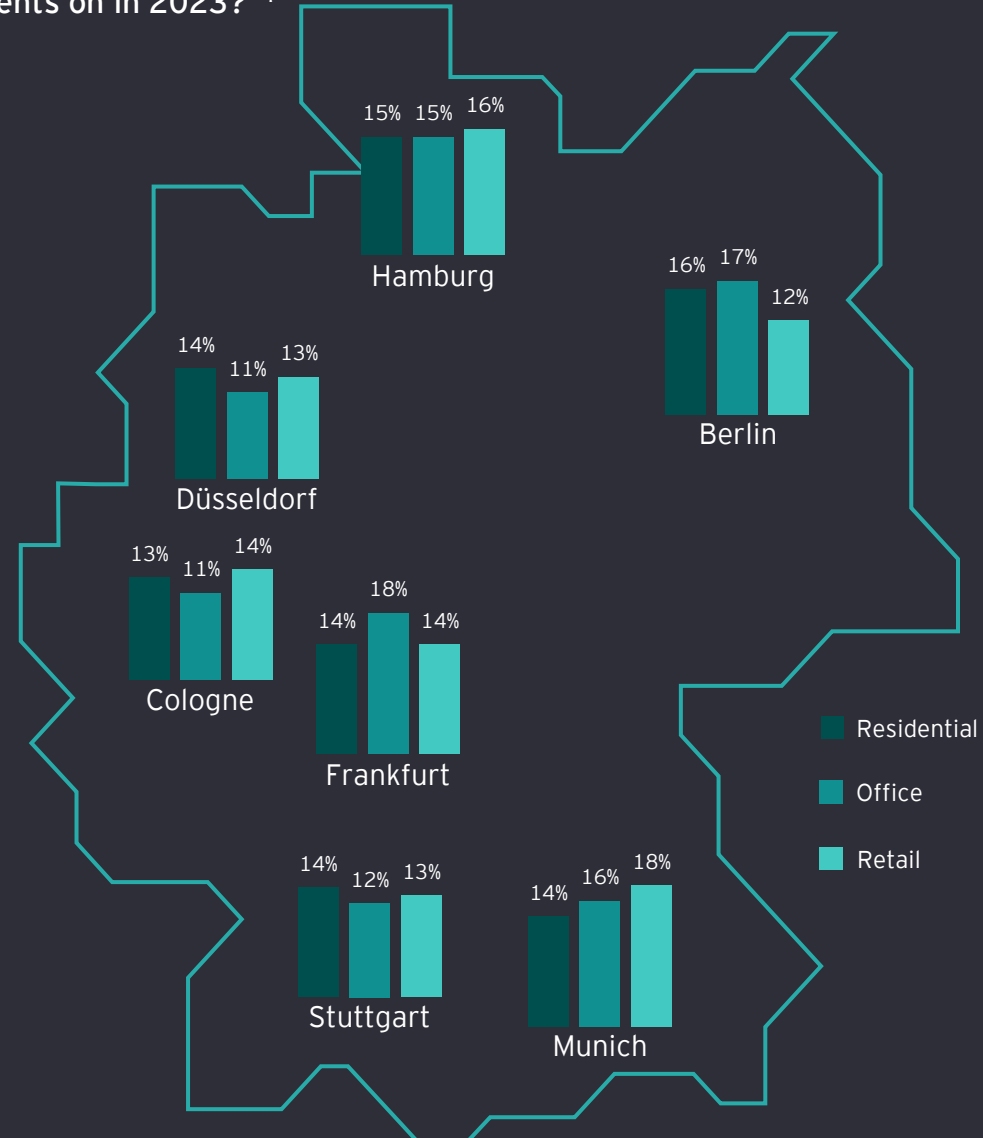 ents on in 2023?
15% 15% 16%
Hamburg
16% 17% 12%
Berlin
14% 11% 13%
Düsseldorf
13% 11% 14%
Cologne
14% 18% 14%
Frankfurt
Residential
Office
Retail
14% 12% 13%
Stuttgart
14% 16% 18%
Munich